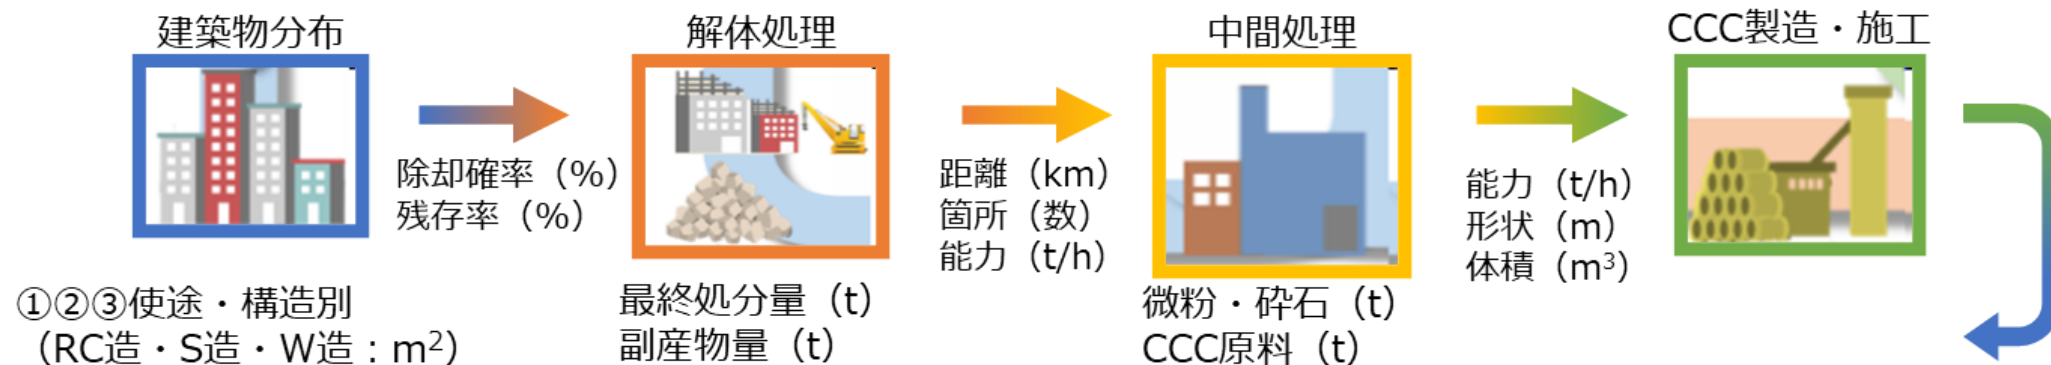 建築物分布
除却確率（%）
残存率（%）
①②③使途・構造別
（RC造・S造・W造：m²）
解体処理
最終処分量（t）
副産物量（t）
距離（km）
箇所（数）
能力（t/h）
中間処理
微粉・砕石（t）
CCC原料（t）
能力（t/h）
形状（m）
体積（m³）
CCC製造・施工